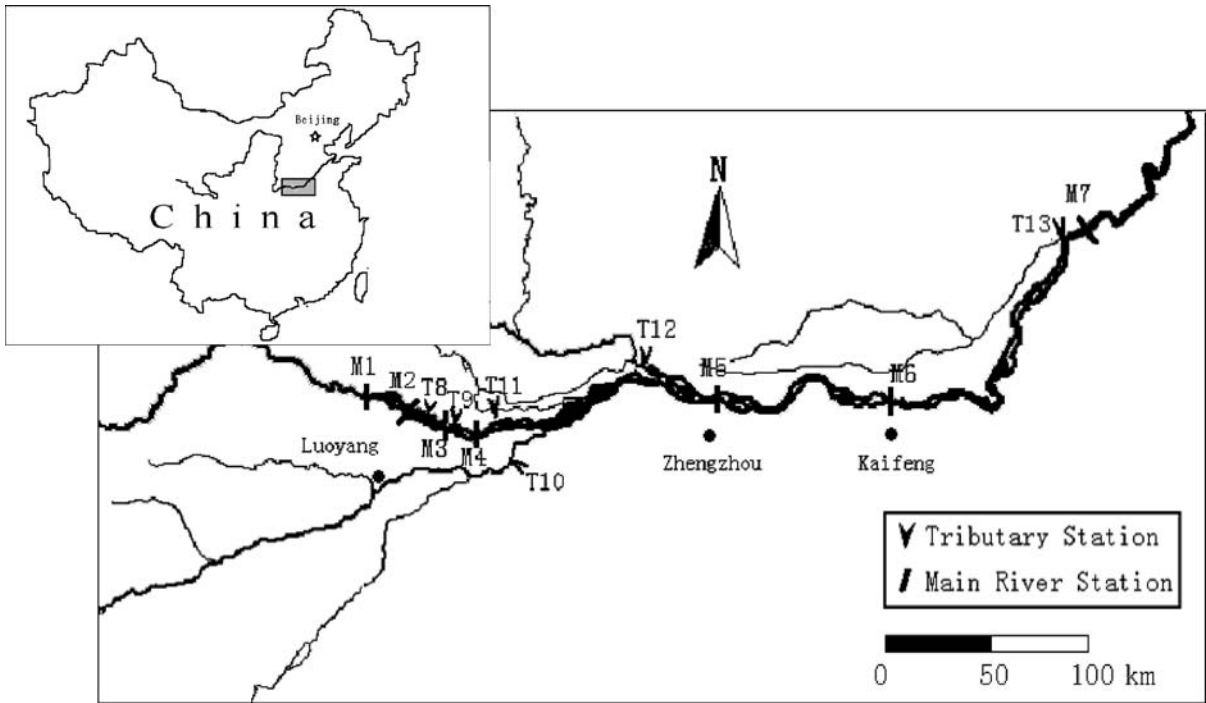 Beijing
China
N
M7
T13
T12
M1
M2
T8
T9
T11
M5
M6
Luoyang
M3
M4
T10
Zhengzhou
Kaifeng
Tributary Station
Main River Station
0 50 100 km